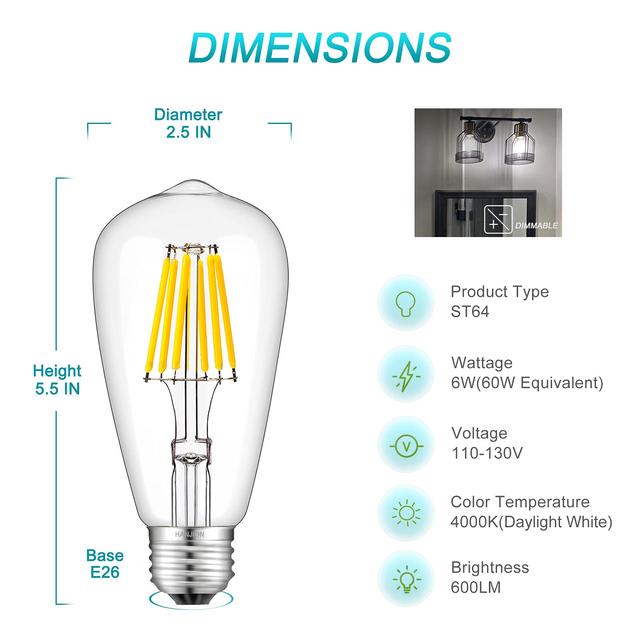 DIMENSIONS
Diameter
2.5 IN
Height
5.5 IN
Base
E26
DIMMABLE
Product Type
ST64
Wattage
6W(60W Equivalent)
Voltage
110-130V
Color Temperature
4000K(Daylight White)
Brightness
600LM